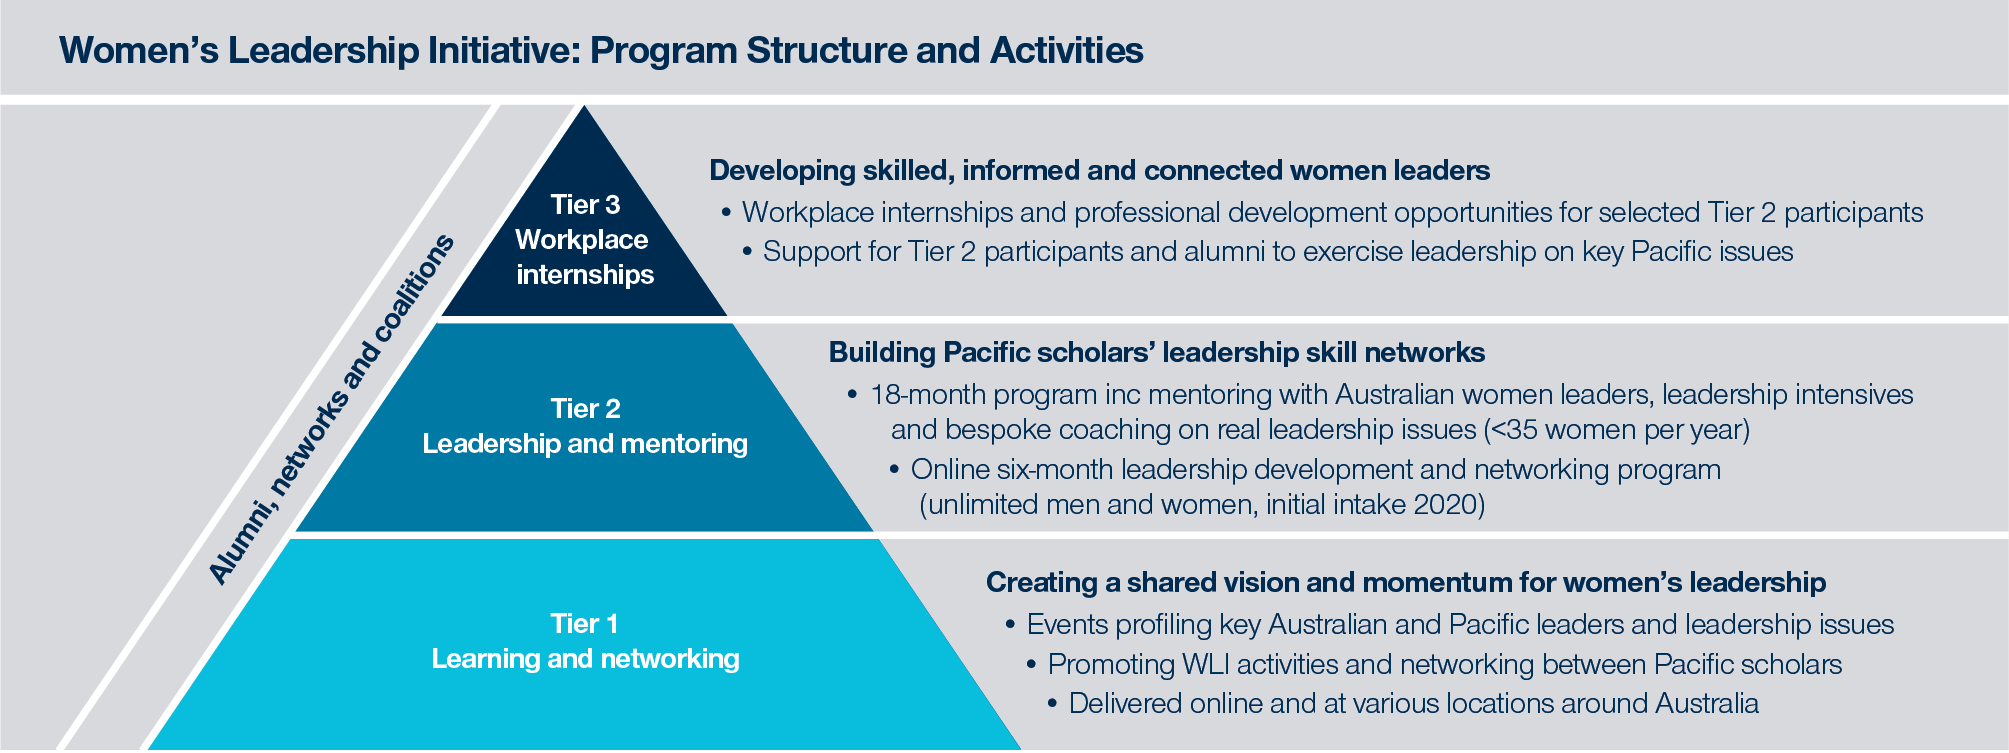 Women’s Leadership Initiative: Program Structure and Activities
Alumni, networks and coalitions
Tier 3
Workplace
internships
Developing skilled, informed and connected women leaders
• Workplace internships and professional development opportunities for selected Tier 2 participants
• Support for Tier 2 participants and alumni to exercise leadership on key Pacific issues
Tier 2
Leadership and mentoring
Building Pacific scholars’ leadership skill networks
• 18-month program inc mentoring with Australian women leaders, leadership intensives
and bespoke coaching on real leadership issues (<35 women per year)
• Online six-month leadership development and networking program
(unlimited men and women, initial intake 2020)
Tier 1
Learning and networking
Creating a shared vision and momentum for women’s leadership
• Events profiling key Australian and Pacific leaders and leadership issues
• Promoting WLI activities and networking between Pacific scholars
• Delivered online and at various locations around Australia